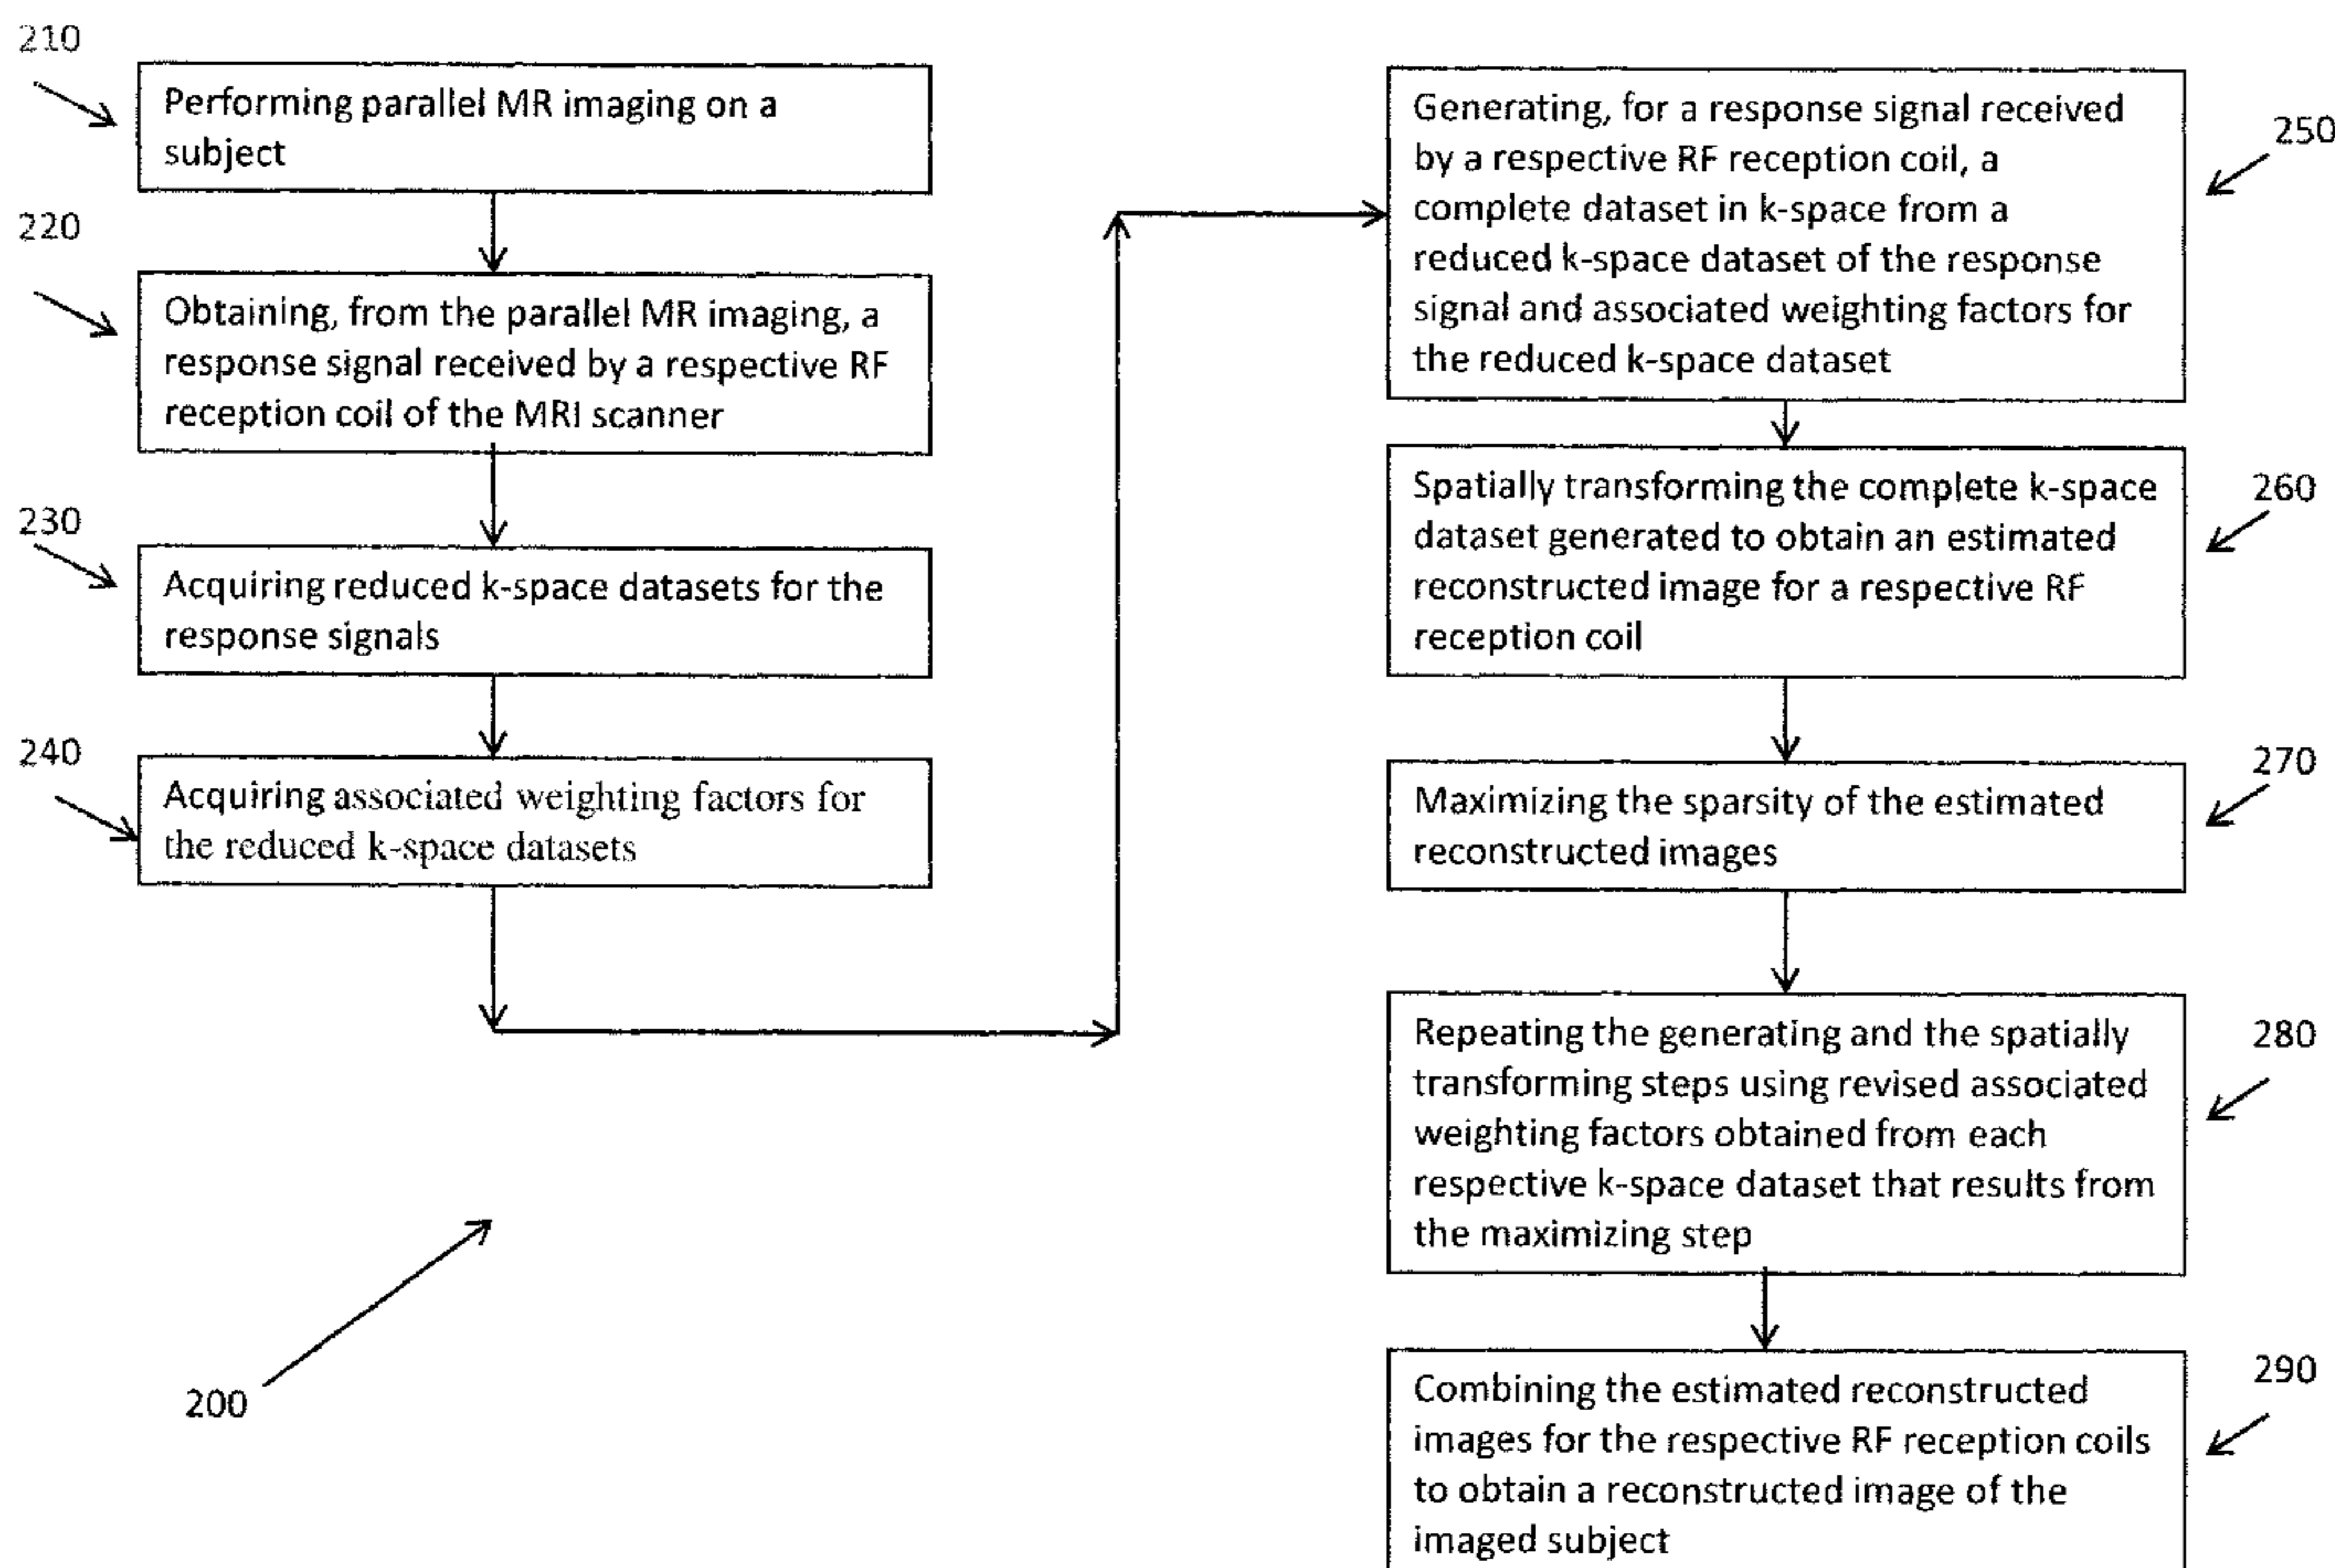 210
Performing parallel MR imaging on a
subject
220
Obtaining, from the parallel MR imaging, a
response signal received by a respective RF
reception coil of the MRI scanner
230
Acquiring reduced k-space datasets for the
response signals
240
Acquiring associated weighting factors for
the reduced k-space datasets
200
Generating, for a response signal received
by a respective RF reception coil, a
complete dataset in k-space from a
reduced k-space dataset of the response
signal and associated weighting factors for
the reduced k-space dataset
250
Spatially transforming the complete k-space
dataset generated to obtain an estimated
reconstructed image for a respective RF
reception coil
260
Maximizing the sparsity of the estimated
reconstructed images
270
Repeating the generating and the spatially
transforming steps using revised associated
weighting factors obtained from each
respective k-space dataset that results from
the maximizing step
280
Combining the estimated reconstructed
images for the respective RF reception coils
to obtain a reconstructed image of the
imaged subject
290